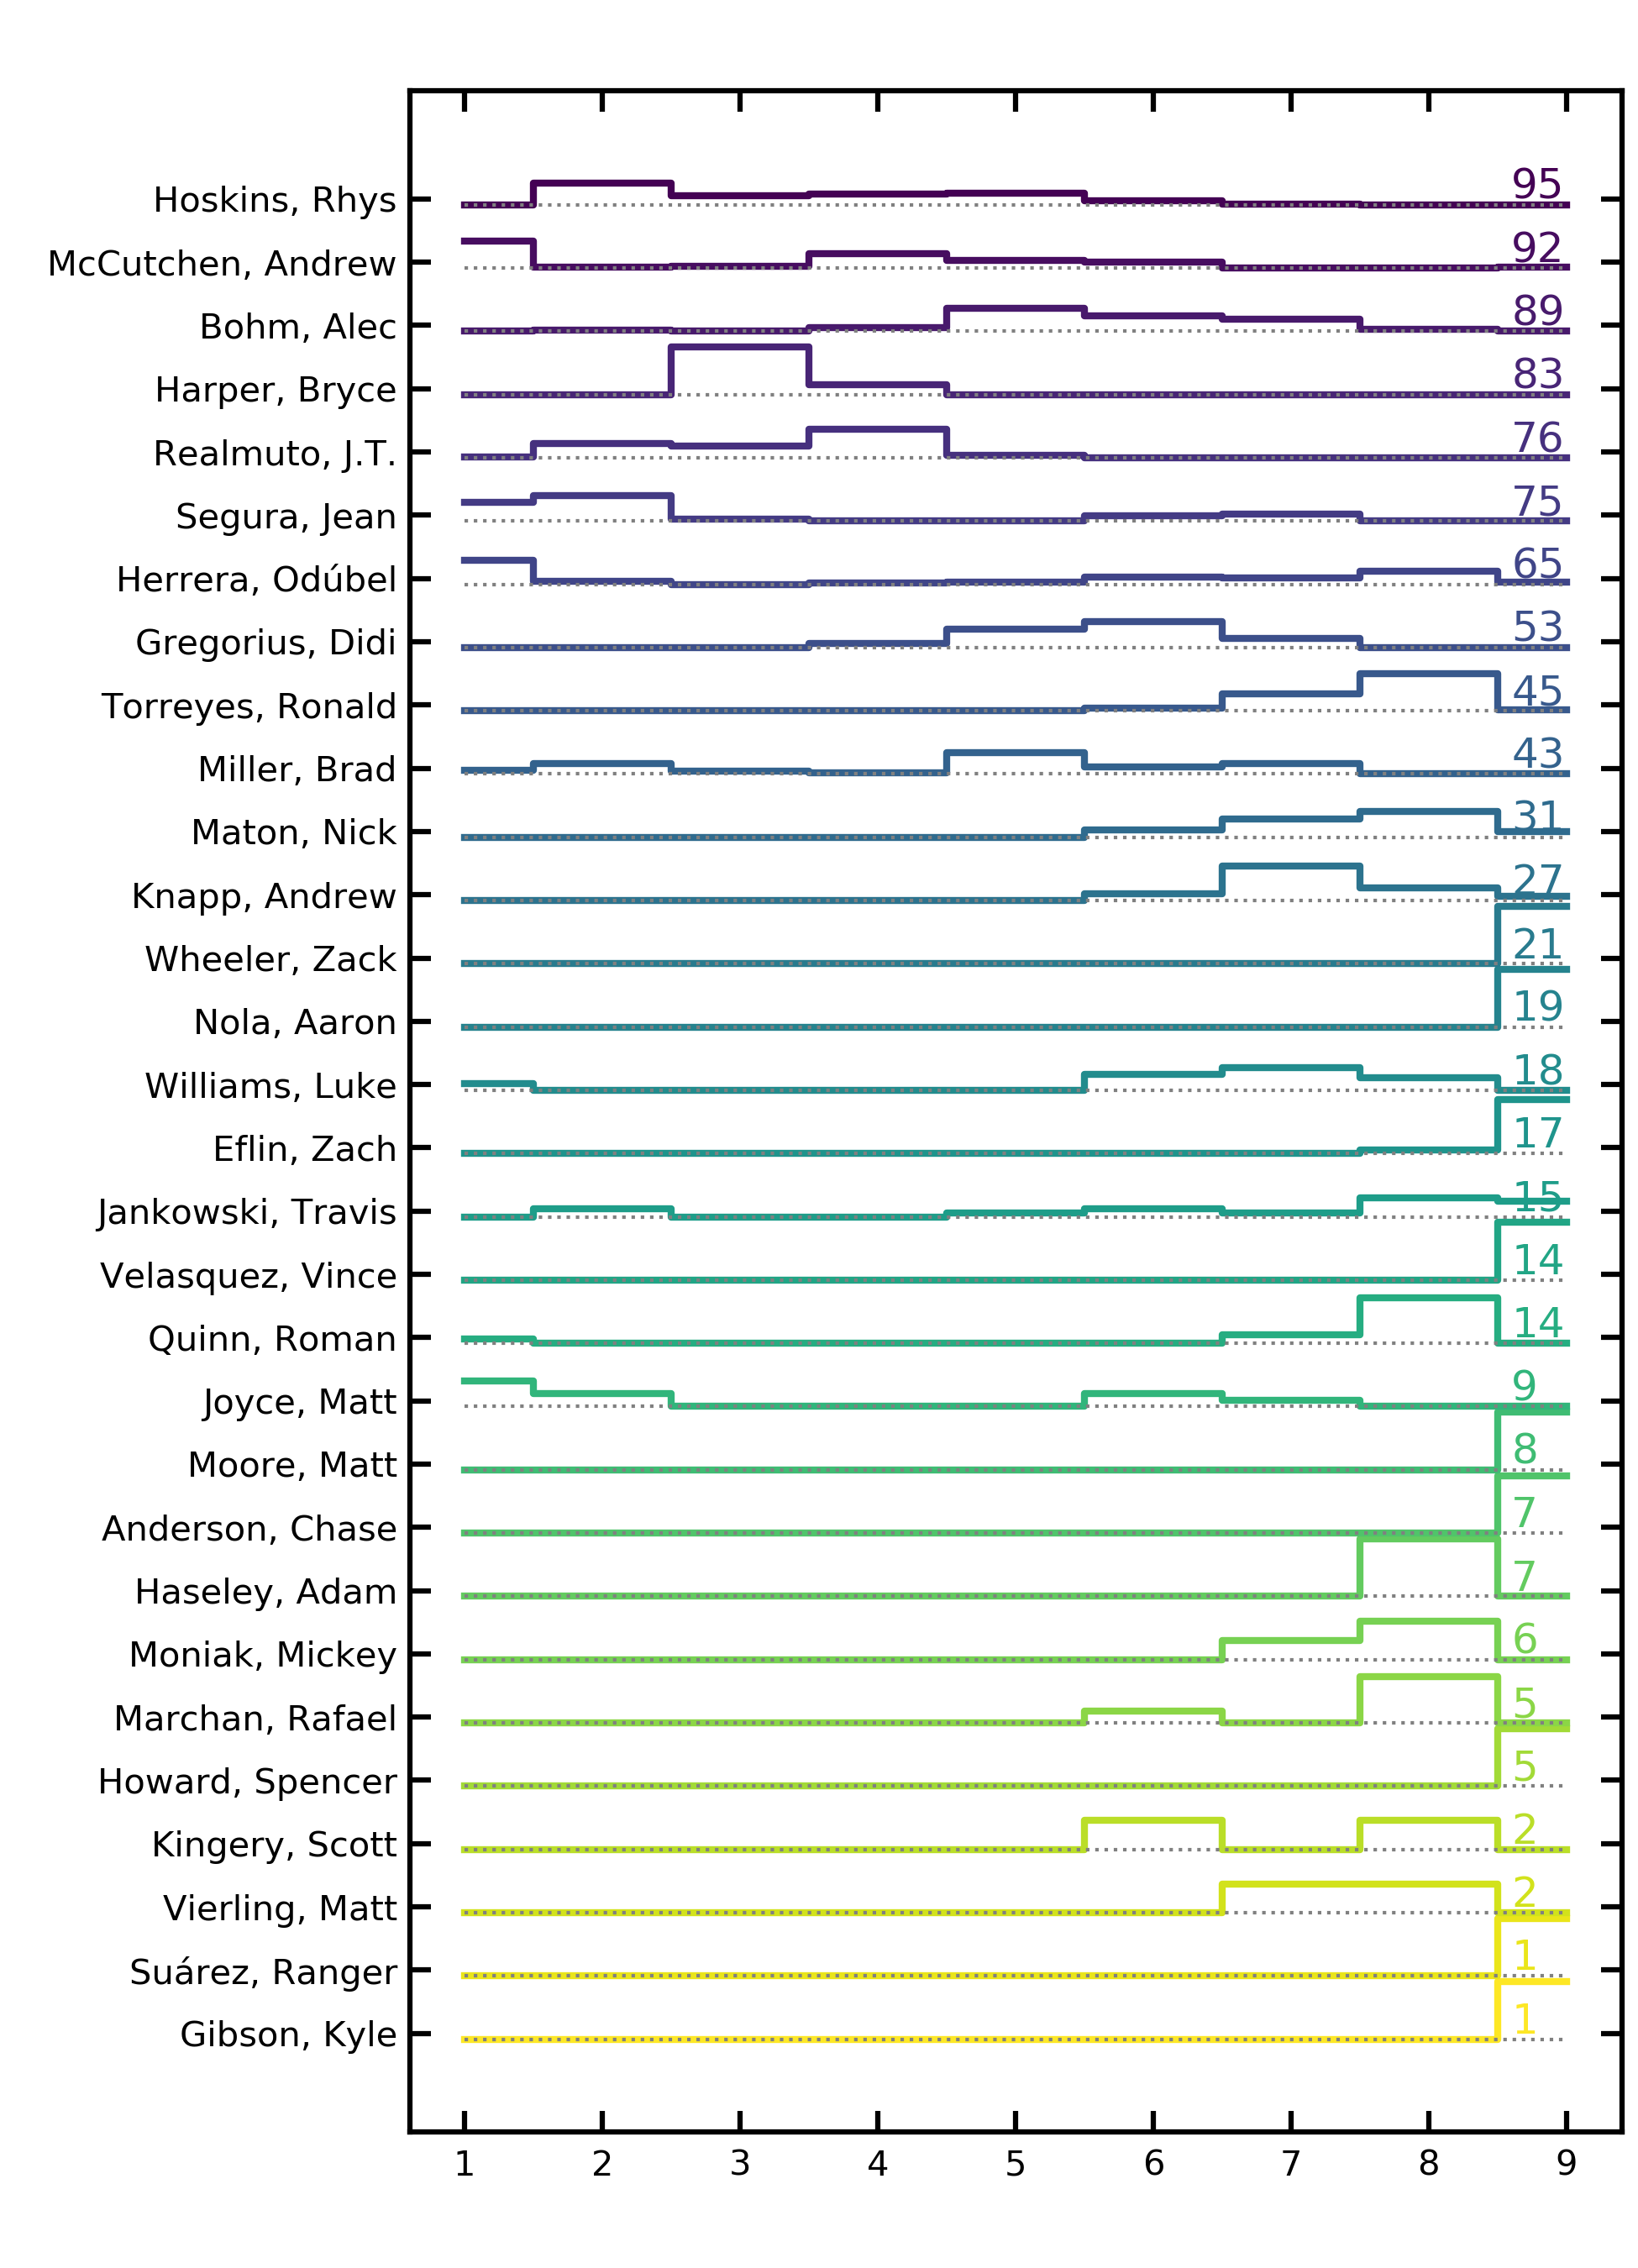 Hoskins, Rhys 95
McCutchen, Andrew 92
Bohm, Alec 89
Harper, Bryce 83
Realmuto, J.T. 76
Segura, Jean 75
Herrera, Odúbel 65
Gregorius, Didi 53
Torreyes, Ronald 45
Miller, Brad 43
Maton, Nick 31
Knapp, Andrew 27
Wheeler, Zack 21
Nola, Aaron 19
Williams, Luke 18
Eflin, Zach 17
Jankowski, Travis 15
Velasquez, Vince 14
Quinn, Roman 14
Joyce, Matt 9
Moore, Matt 8
Anderson, Chase 7
Haseley, Adam 7
Moniak, Mickey 6
Marchan, Rafael 5
Howard, Spencer 5
Kingery, Scott 2
Vierling, Matt 2
Suárez, Ranger 1
Gibson, Kyle 1
1 2 3 4 5 6 7 8 9